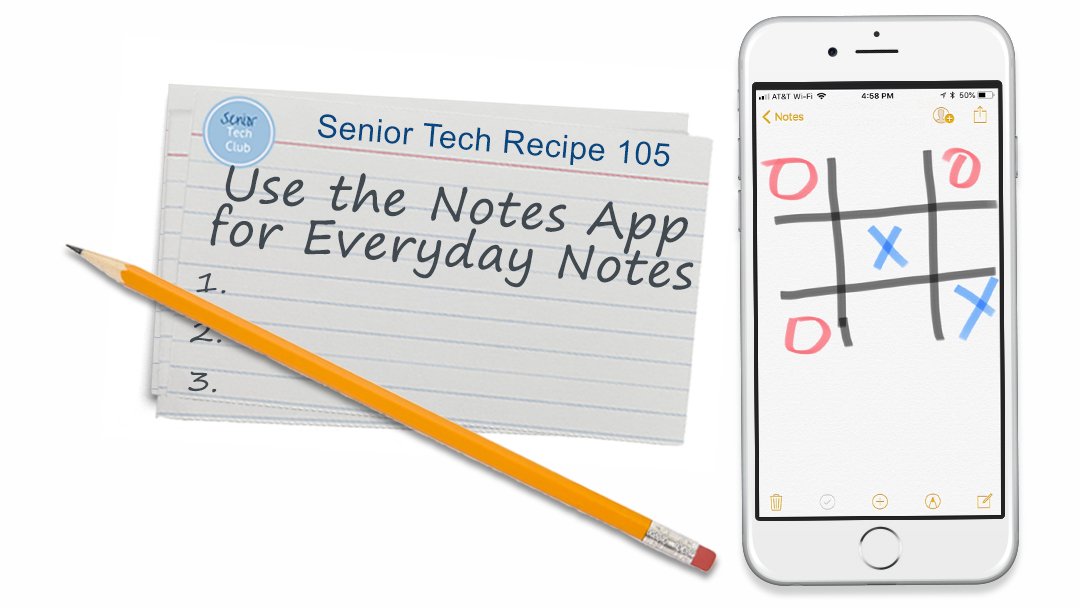 Senior
Tech
Club
Senior Tech Recipe 105
Use the Notes App
for Everyday Notes
1.
2.
3.
AT&T Wi-Fi 4:58 PM 50%
Notes
O O
X
X
O